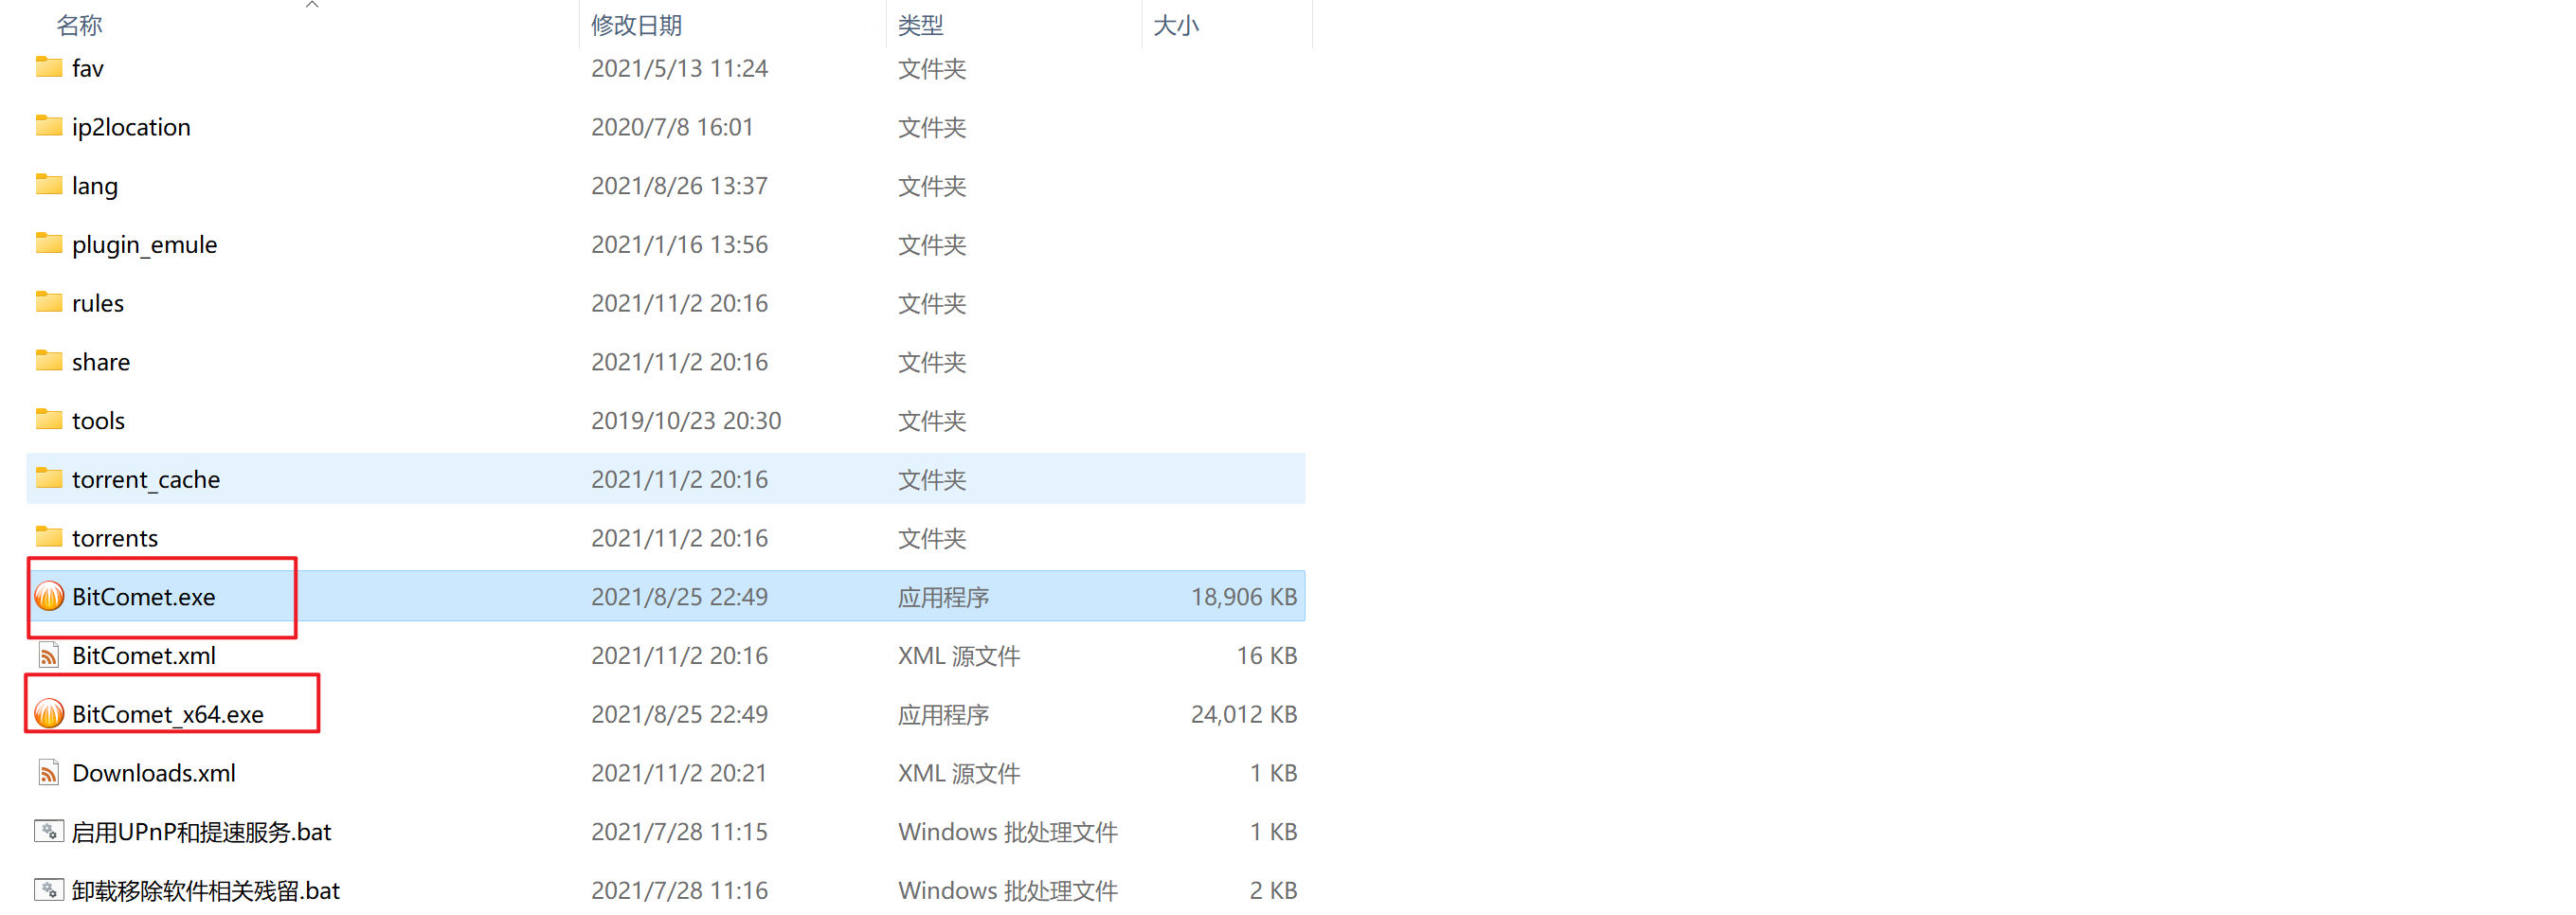 名称 修改日期 类型 大小
fav 2021/5/13 11:24 文件夹
ip2location 2020/7/8 16:01 文件夹
lang 2021/8/26 13:37 文件夹
plugin_emule 2021/1/16 13:56 文件夹
rules 2021/11/2 20:16 文件夹
share 2021/11/2 20:16 文件夹
tools 2019/10/23 20:30 文件夹
torrent_cache 2021/11/2 20:16 文件夹
torrents 2021/11/2 20:16 文件夹
BitComet.exe 2021/8/25 22:49 应用程序 18,906 KB
BitComet.xml 2021/11/2 20:16 XML 源文件 16 KB
BitComet_x64.exe 2021/8/25 22:49 应用程序 24,012 KB
Downloads.xml 2021/11/2 20:21 XML 源文件 1 KB
启用UPnP和提速服务.bat 2021/7/28 11:15 Windows 批处理文件 1 KB
卸载移除软件相关残留.bat 2021/7/28 11:16 Windows 批处理文件 2 KB